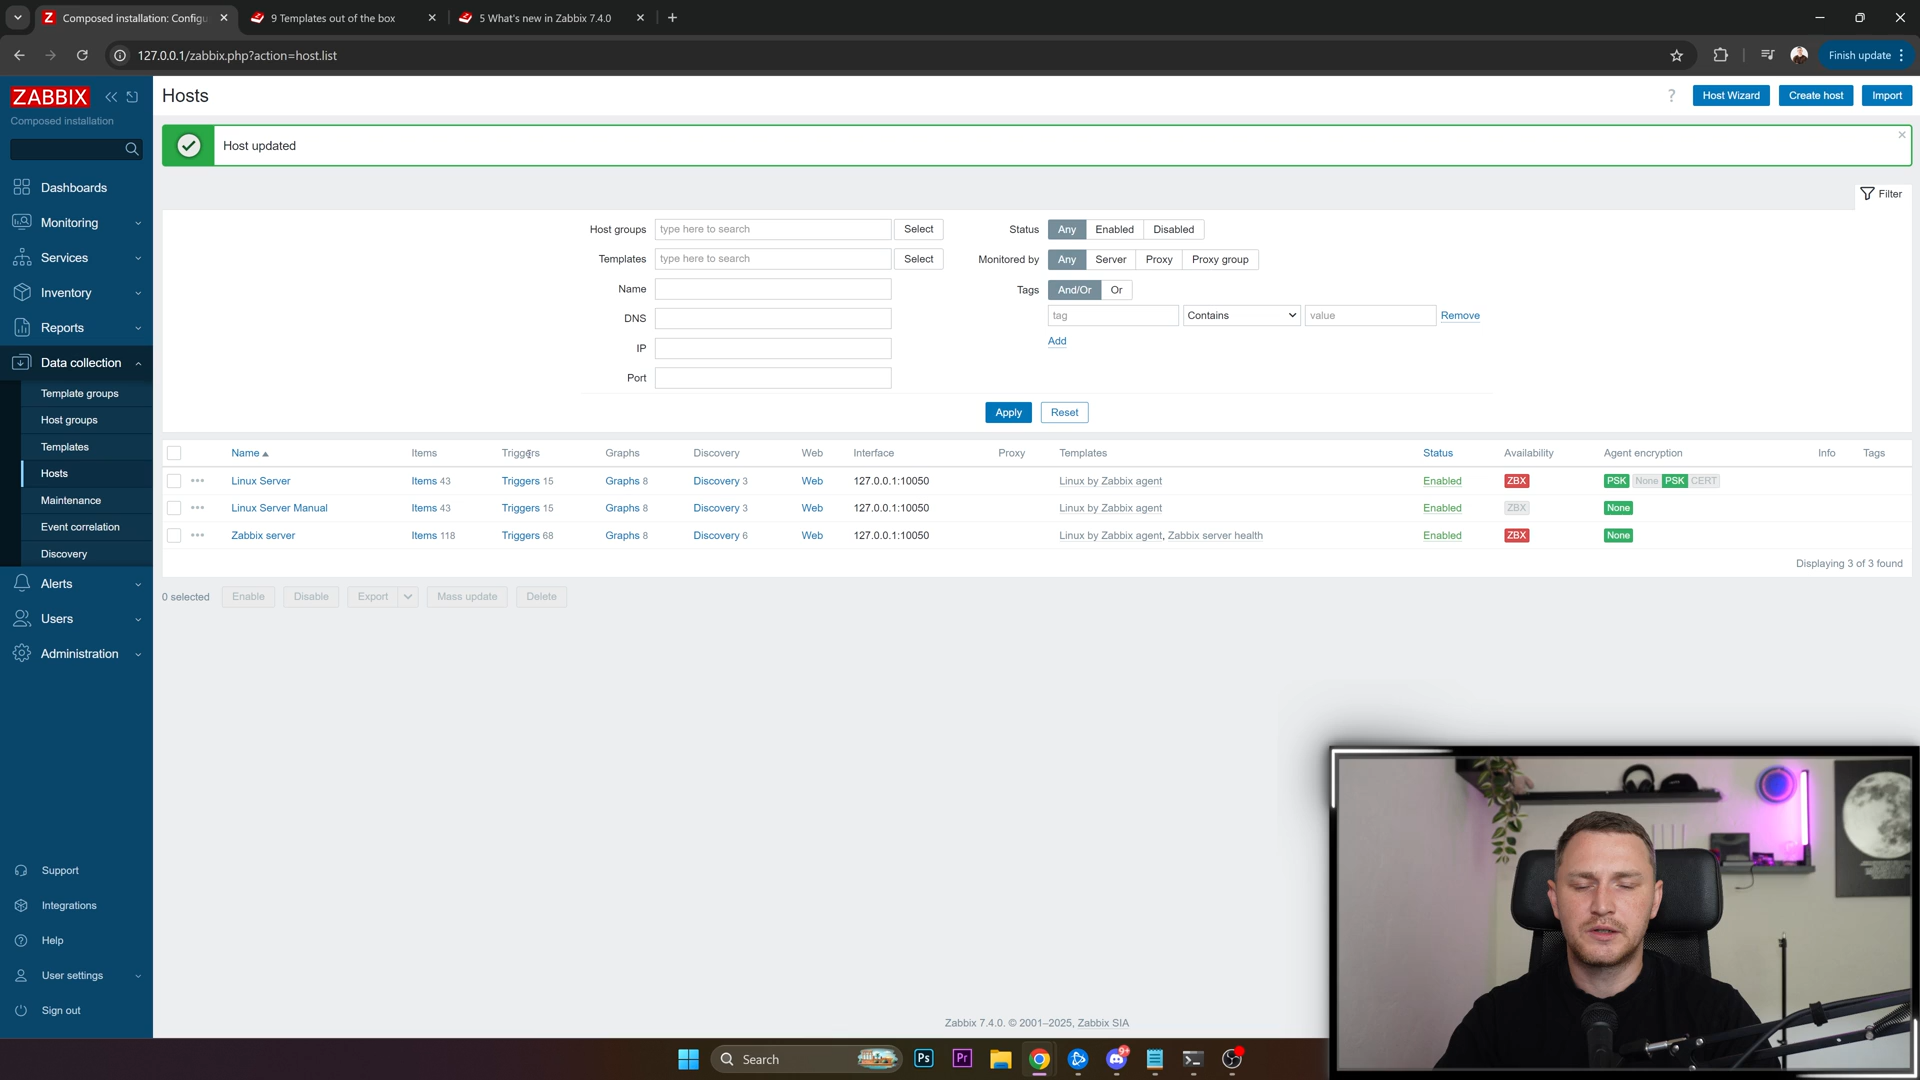 Composed installation: Configu
9 Templates out of the box
5 What's new in Zabbix 7.4.0
127.0.0.1/zabbix.php?action=host.list
Finish update
ZABBIX
Composed installation
Dashboards
Monitoring
Services
Inventory
Reports
Data collection
Template groups
Host groups
Templates
Hosts
Maintenance
Event correlation
Discovery
Alerts
Users
Administration
Support
Integrations
Help
User settings
Sign out
Hosts
? Host Wizard Create host Import
Host updated
Filter
Host groups type here to search Select
Templates type here to search Select
Name
DNS
IP
Port
Status Any Enabled Disabled
Monitored by Any Server Proxy Proxy group
Tags And/Or Or
tag Contains value Remove
Add
Apply Reset
Name Items Triggers Graphs Discovery Web Interface Proxy Templates Status Availability Agent encryption Info Tags
Linux Server Items 43 Triggers 15 Graphs 8 Discovery 3 Web 127.0.0.1:10050 Linux by Zabbix agent Enabled ZBX PSK None PSK CERT
Linux Server Manual Items 43 Triggers 15 Graphs 8 Discovery 3 Web 127.0.0.1:10050 Linux by Zabbix agent Enabled ZBX None
Zabbix server Items 118 Triggers 68 Graphs 8 Discovery 6 Web 127.0.0.1:10050 Linux by Zabbix agent, Zabbix server health Enabled ZBX None
Displaying 3 of 3 found
0 selected Enable Disable Export Mass update Delete
Zabbix 7.4.0. © 2001–2025, Zabbix SIA
Search
Ps
Pr
9+